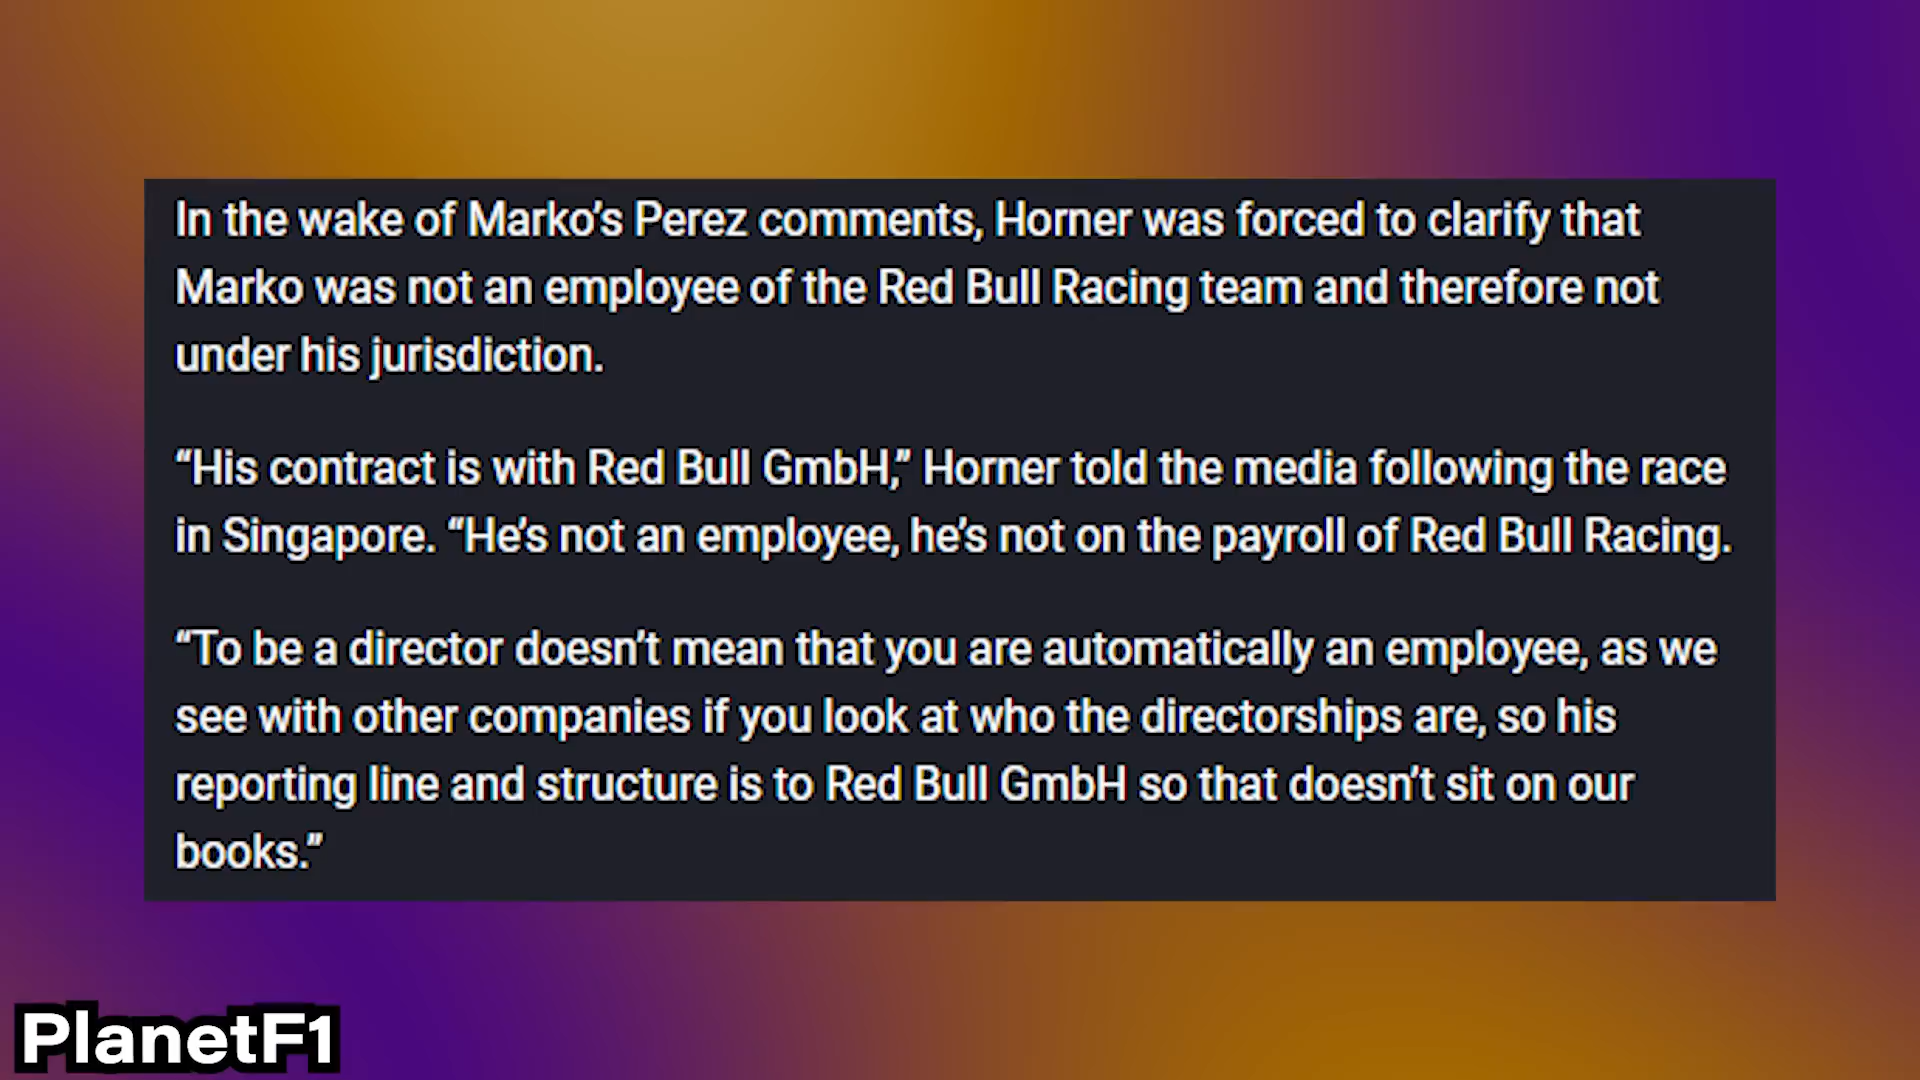 In the wake of Marko’s Perez comments, Horner was forced to clarify that
Marko was not an employee of the Red Bull Racing team and therefore not
under his jurisdiction.
“His contract is with Red Bull GmbH,” Horner told the media following the race
in Singapore. “He’s not an employee, he’s not on the payroll of Red Bull Racing.
“To be a director doesn’t mean that you are automatically an employee, as we
see with other companies if you look at who the directorships are, so his
reporting line and structure is to Red Bull GmbH so that doesn’t sit on our
books.”
PlanetF1